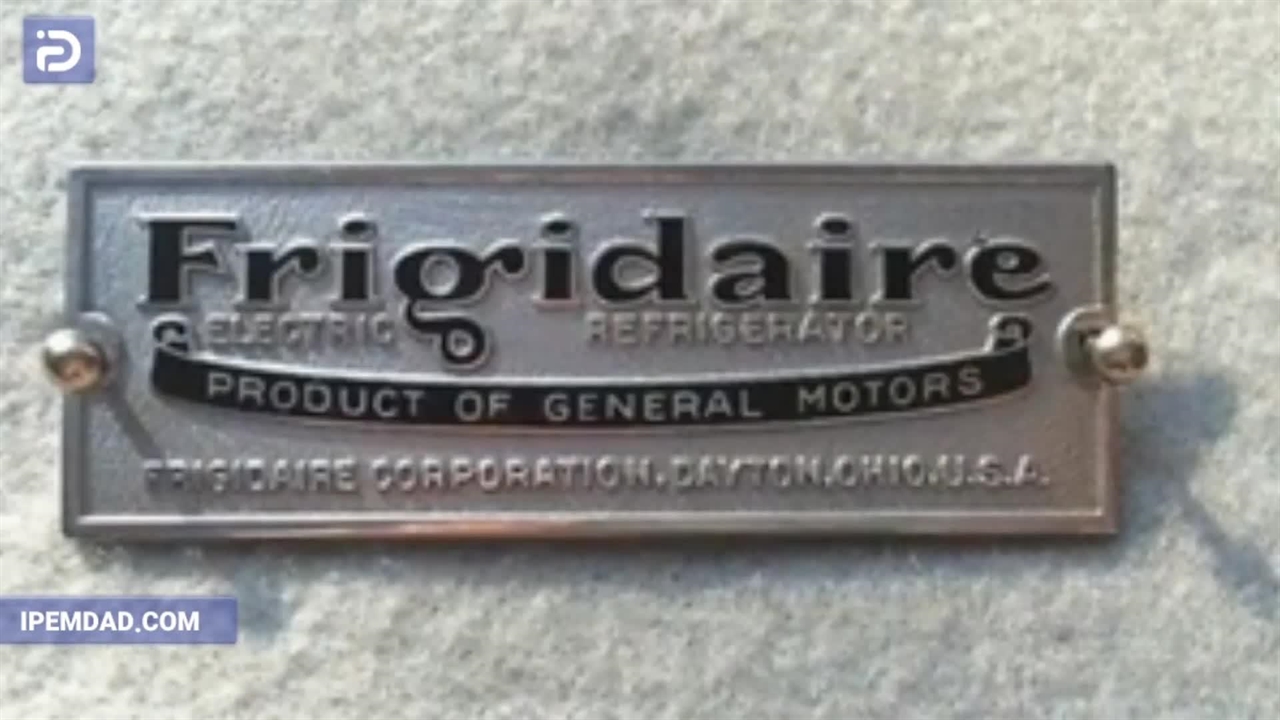 Frigidaire
ELECTRIC REFRIGERATOR
PRODUCT OF GENERAL MOTORS
FRIGIDAIRE CORPORATION. DAYTON, OHIO, U.S.A.
IPEMDAD.COM